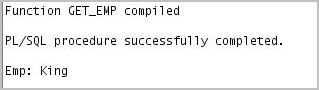 Function GET_EMP compiled
PL/SQL procedure successfully completed.
Emp: King